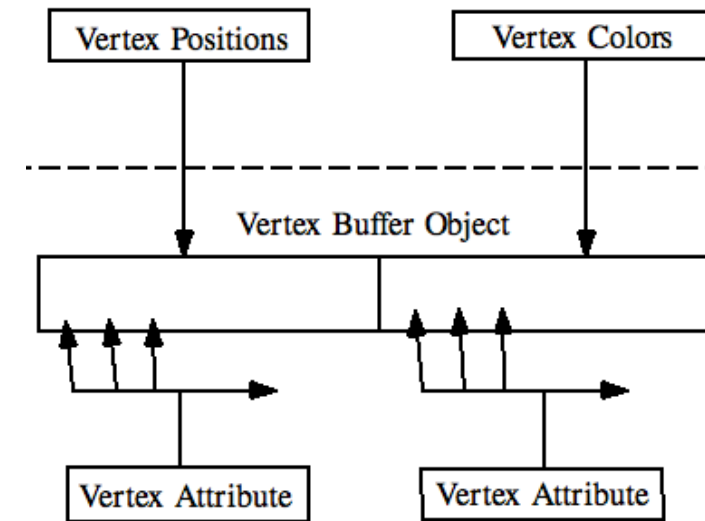 Vertex Positions
Vertex Colors
Vertex Buffer Object
Vertex Attribute
Vertex Attribute